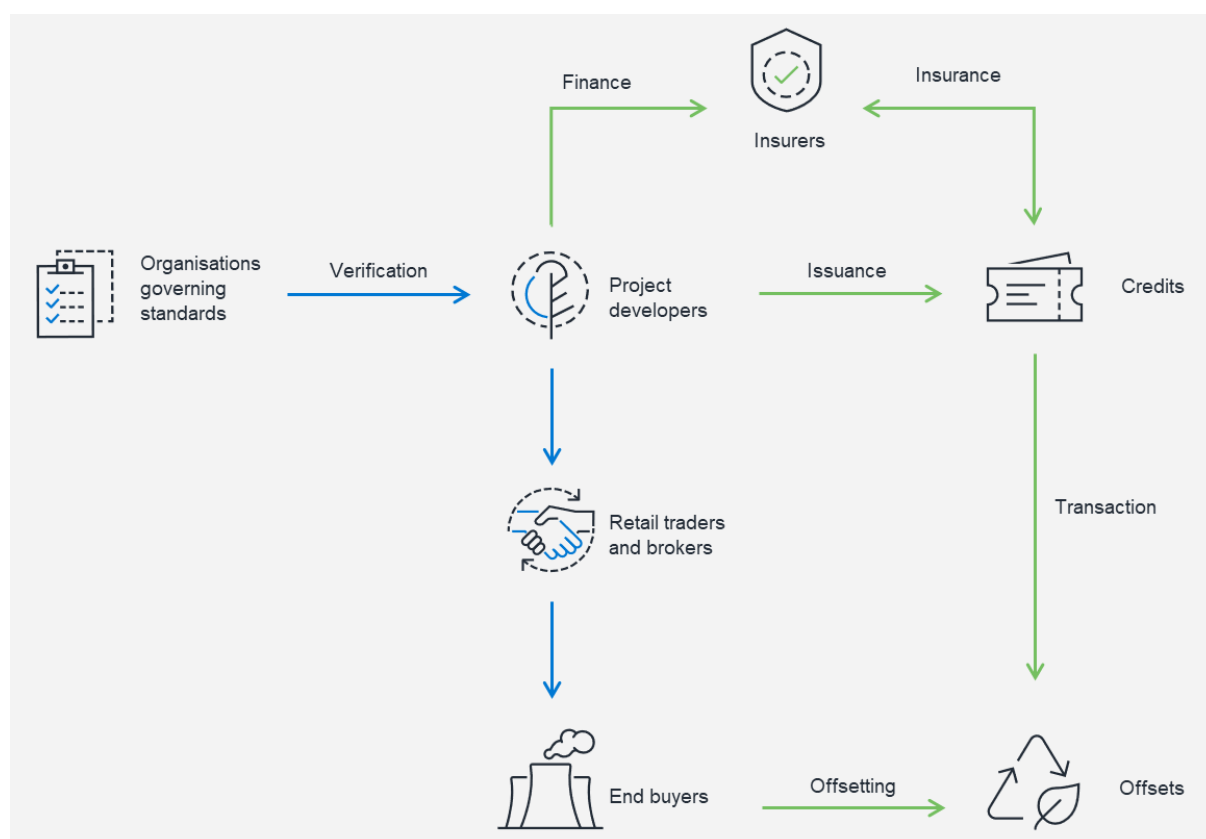 Finance
Insurance
Insurers
Organisations
governing
standards
Verification
Project
developers
Issuance
Credits
Retail traders
and brokers
Transaction
End buyers
Offsetting
Offsets